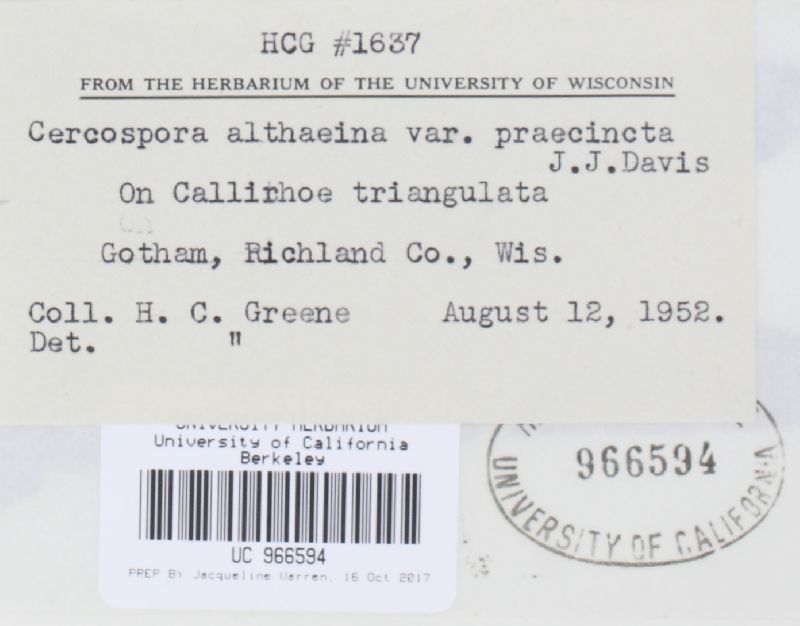 HCG #1637
FROM THE HERBARIUM OF THE UNIVERSITY OF WISCONSIN
Cercospora althaeina var. praecincta
J.J.Davis
On Callirhoe triangulata
Gotham, Richland Co., Wis.
Coll. H. C. Greene August 12, 1952.
Det. "
UNIVERSITY HERBARIUM
University of California
Berkeley
UC 966594
PREP BY Jacqueline Warren, 16 Oct 2017
966594
UNIVERSITY OF CALIFORNIA